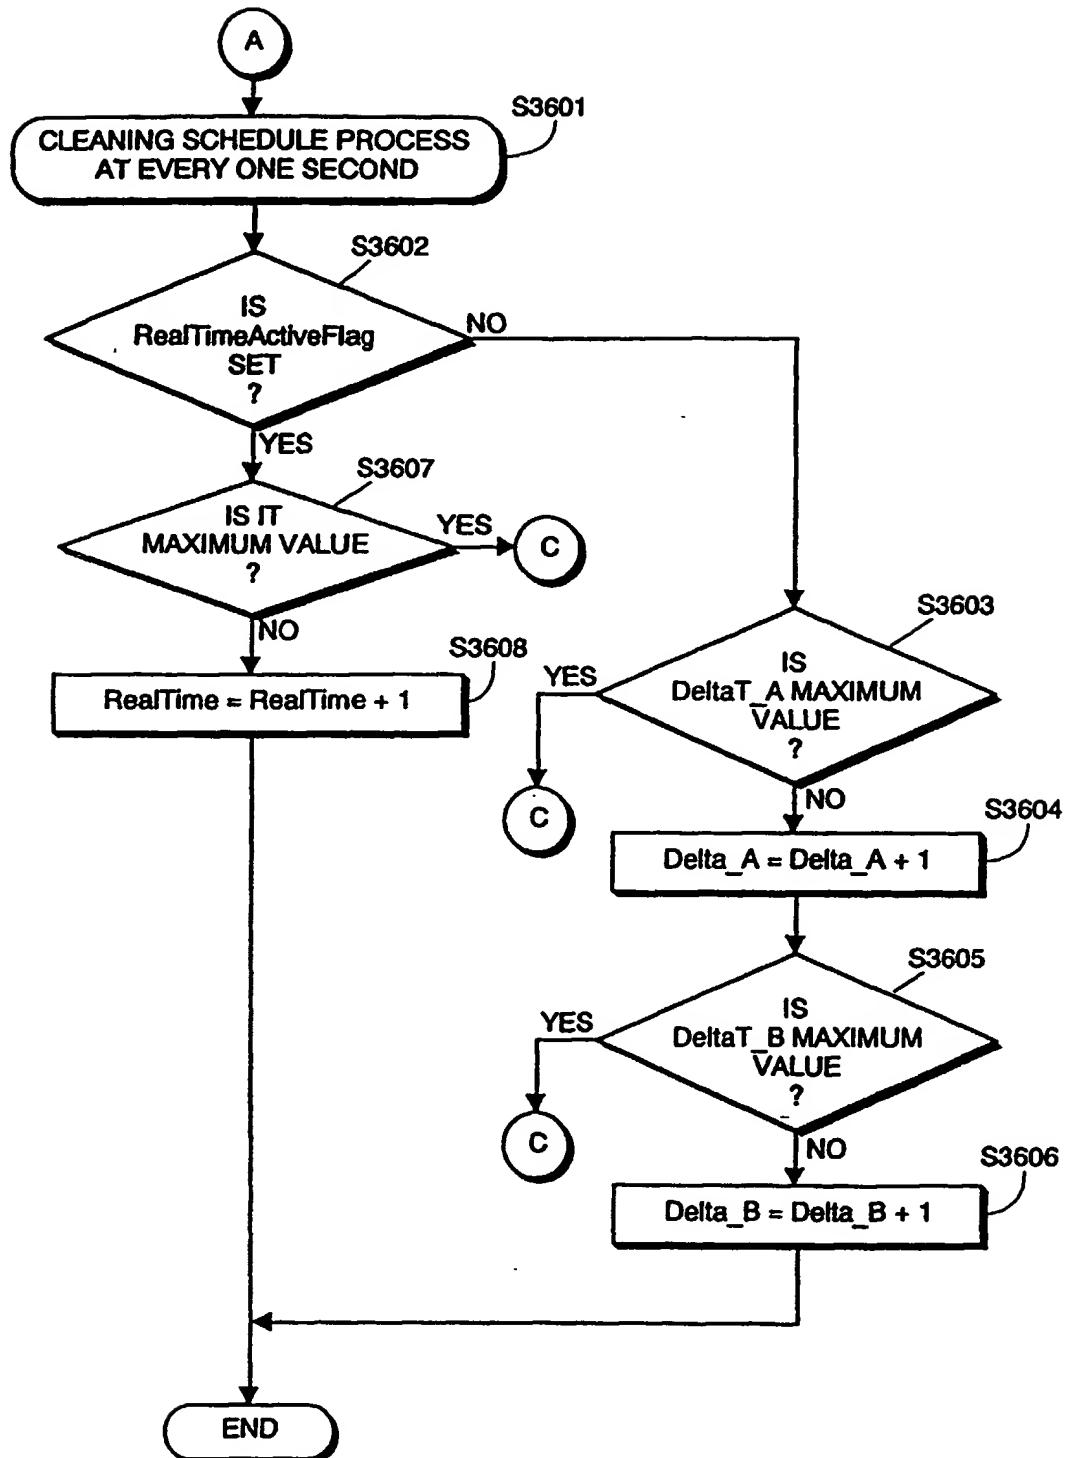 A
S3601
CLEANING SCHEDULE PROCESS
AT EVERY ONE SECOND
S3602
IS
RealTimeActiveFlag
SET
?
NO
YES
S3607
IS IT
MAXIMUM VALUE
?
YES
C
NO
S3608
RealTime = RealTime + 1
S3603
IS
DeltaT_A MAXIMUM
VALUE
?
YES
C
NO
S3604
Delta_A = Delta_A + 1
S3605
IS
DeltaT_B MAXIMUM
VALUE
?
YES
C
NO
S3606
Delta_B = Delta_B + 1
END